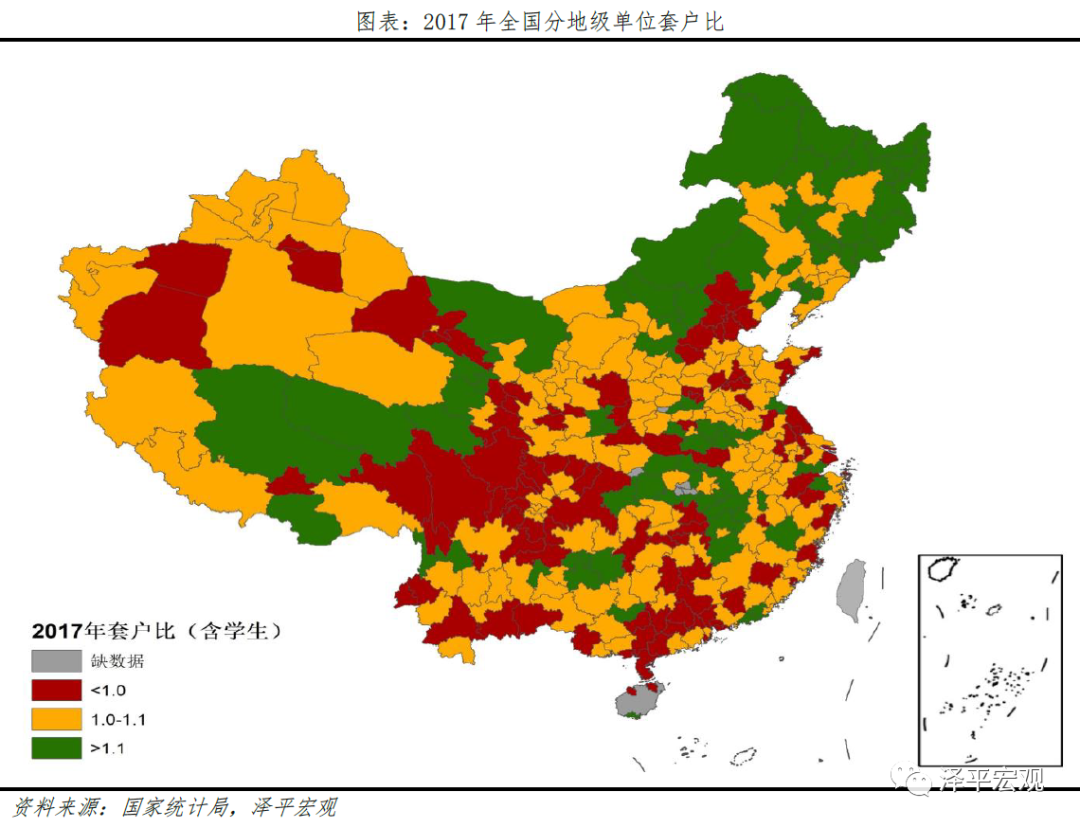 图表：2017 年全国分地级单位套户比
2017年套户比（含学生）
缺数据
<1.0
1.0-1.1
>1.1
泽平宏观
资料来源：国家统计局，泽平宏观